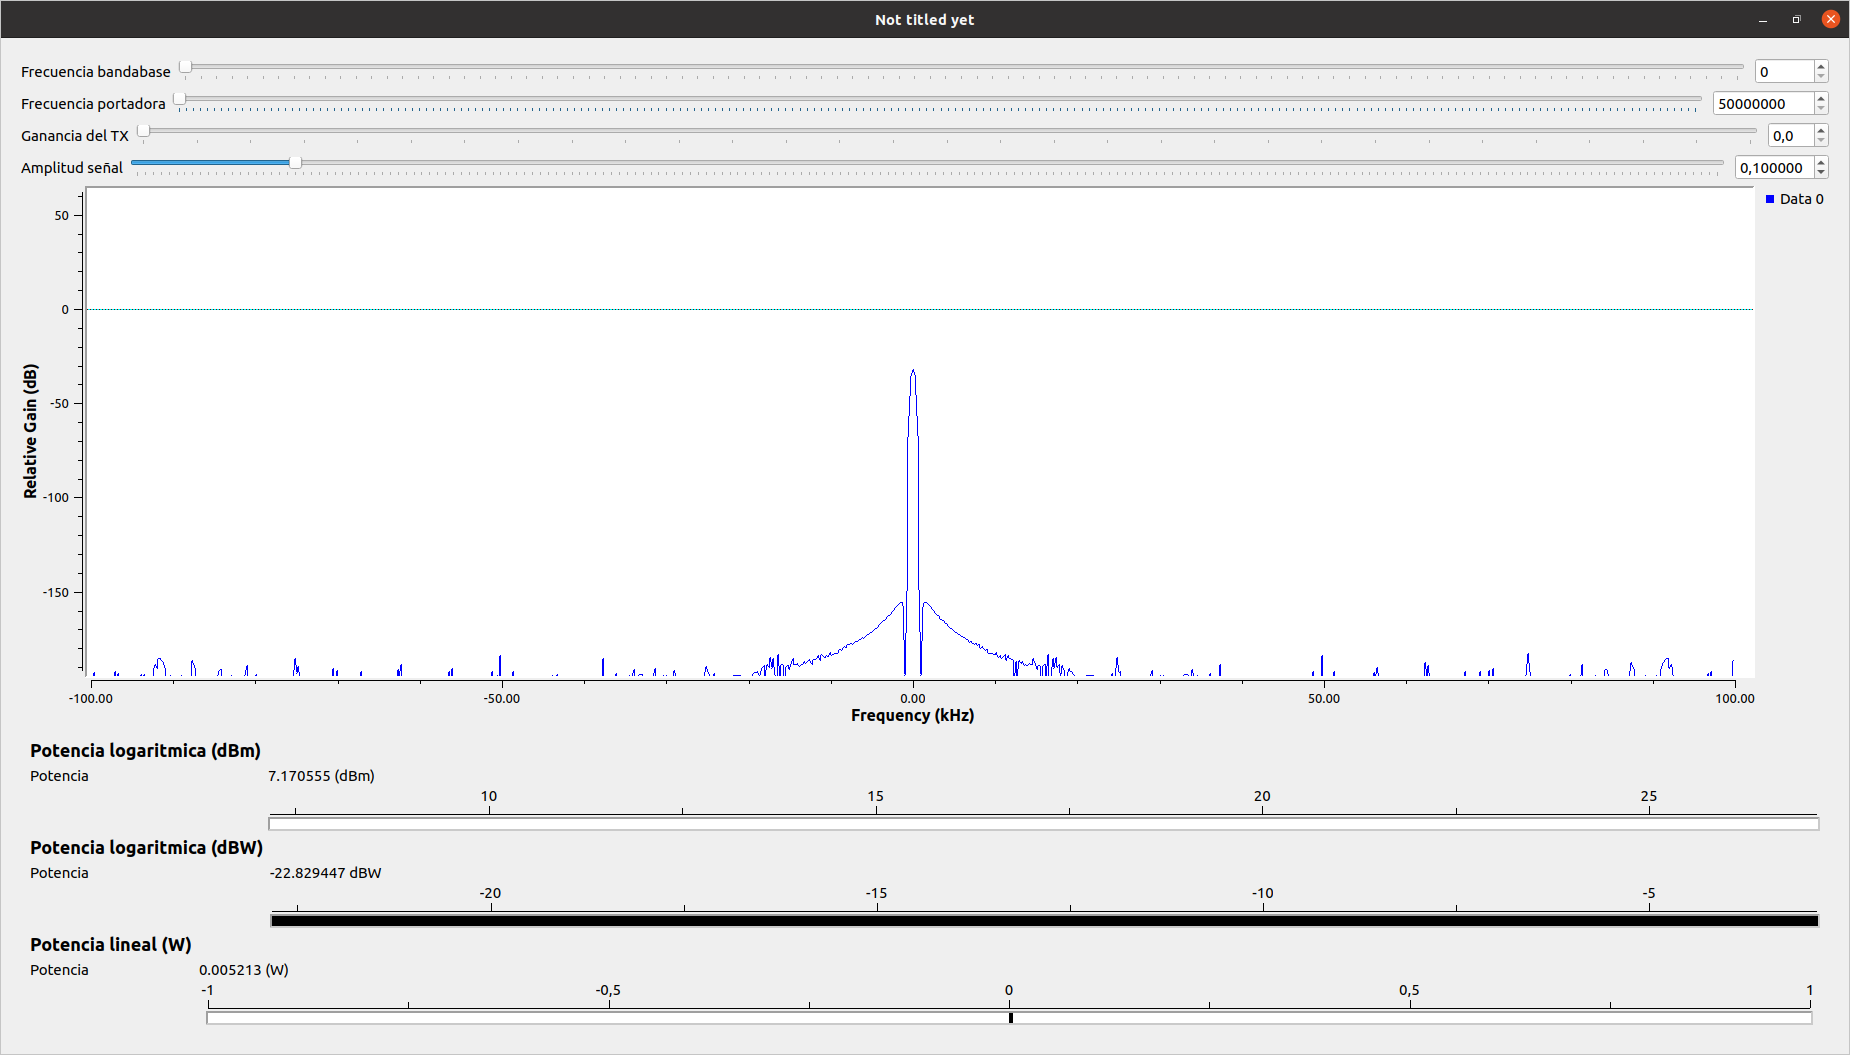 Not titled yet
Frecuencia bandabase 0
Frecuencia portadora 50000000
Ganancia del TX 0,0
Amplitud señal 0,100000
Data 0
50
0
-50
-100
-150
Relative Gain (dB)
-100.00 -50.00 0.00 50.00 100.00
Frequency (kHz)
Potencia logaritmica (dBm)
Potencia 7.170555 (dBm)
10 15 20 25
Potencia logaritmica (dBW)
Potencia -22.829447 dBW
-20 -15 -10 -5
Potencia lineal (W)
Potencia 0.005213 (W)
-1 -0,5 0 0,5 1